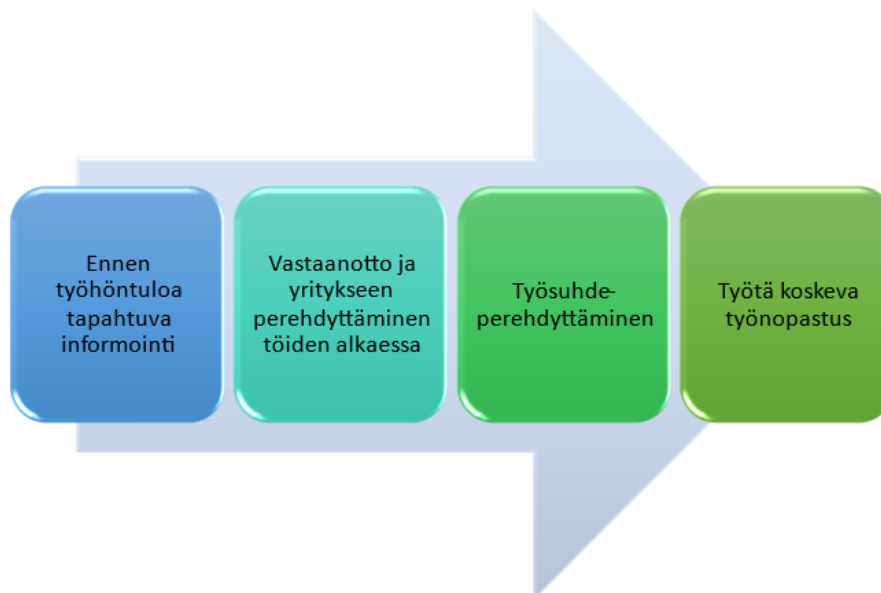 Ennen
työhöntuloa
tapahtuva
informointi
Vastaanotto ja
yritykseen
perehdyttäminen
töiden alkaessa
Työsuhde-
perehdyttäminen
Työtä koskeva
työnopastus